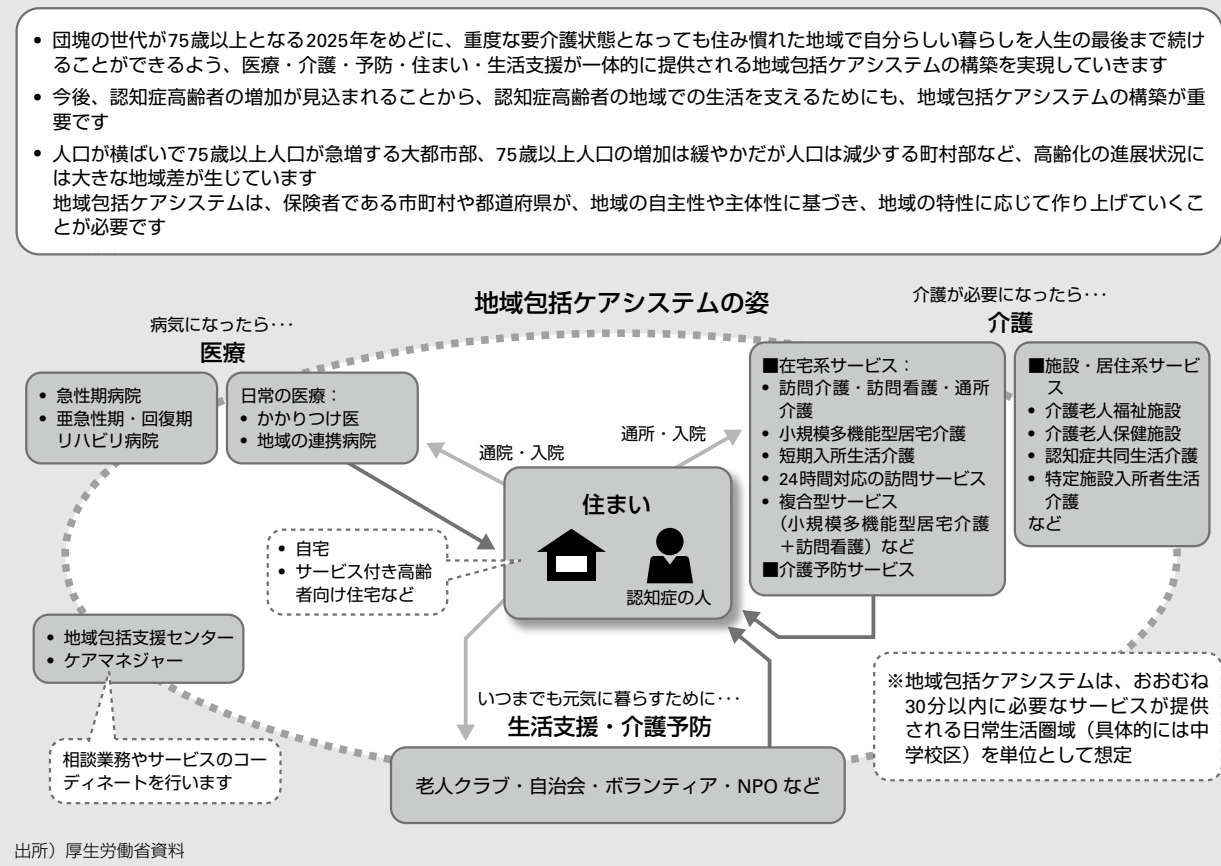 • 団塊の世代が75歳以上となる2025年をめどに、重度な要介護状態となっても住み慣れた地域で自分らしい暮らしを人生の最後まで続け
ることができるよう、医療・介護・予防・住まい・生活支援が一体的に提供される地域包括ケアシステムの構築を実現していきます
• 今後、認知症高齢者の増加が見込まれることから、認知症高齢者の地域での生活を支えるためにも、地域包括ケアシステムの構築が重
要です
• 人口が横ばいで75歳以上人口が急増する大都市部、75歳以上人口の増加は緩やかだが人口は減少する町村部など、高齢化の進展状況に
は大きな地域差が生じています
地域包括ケアシステムは、保険者である市町村や都道府県が、地域の自主性や主体性に基づき、地域の特性に応じて作り上げていくこ
とが必要です
地域包括ケアシステムの姿
病気になったら･･･
医療
• 急性期病院
• 亜急性期・回復期
リハビリ病院
日常の医療：
• かかりつけ医
• 地域の連携病院
通院・入院
通所・入院
介護が必要になったら･･･
介護
■在宅系サービス：
• 訪問介護・訪問看護・通所
介護
• 小規模多機能型居宅介護
• 短期入所生活介護
• 24時間対応の訪問サービス
• 複合型サービス
（小規模多機能型居宅介護
＋訪問看護）など
■介護予防サービス
■施設・居住系サービ
ス
• 介護老人福祉施設
• 介護老人保健施設
• 認知症共同生活介護
• 特定施設入所者生活
介護
など
住まい
認知症の人
• 自宅
• サービス付き高齢
者向け住宅など
• 地域包括支援センター
• ケアマネジャー
相談業務やサービスのコー
ディネートを行います
いつまでも元気に暮らすために･･･
生活支援・介護予防
老人クラブ・自治会・ボランティア・NPO など
※地域包括ケアシステムは、おおむね
30分以内に必要なサービスが提供
される日常生活圏域（具体的には中
学校区）を単位として想定
出所）厚生労働省資料